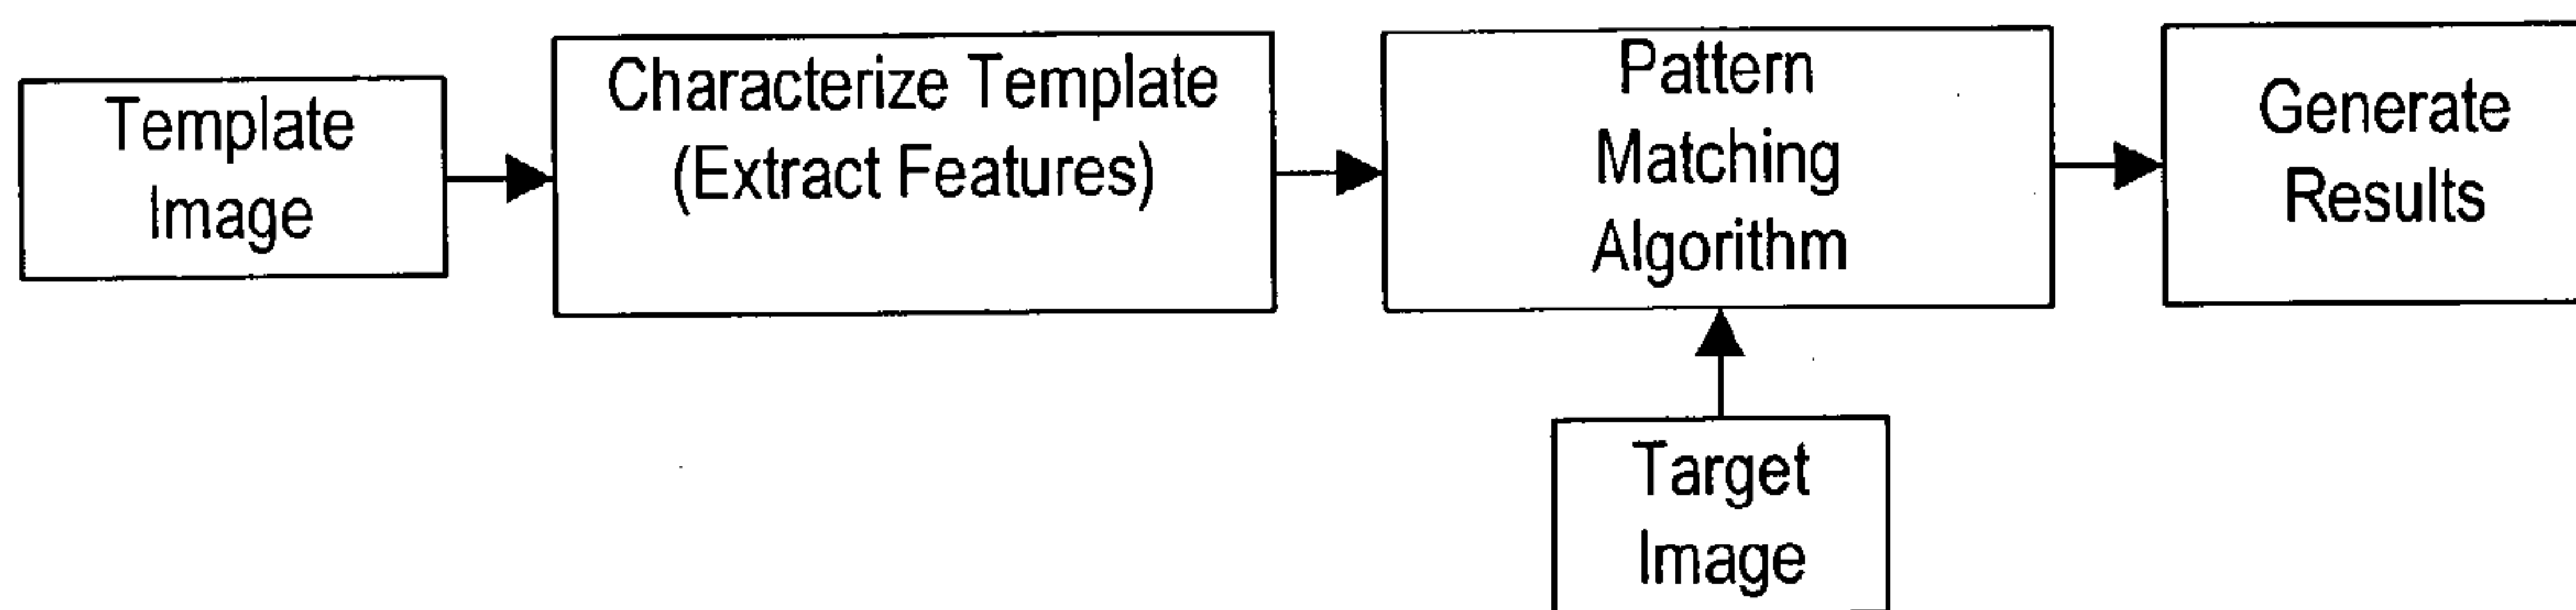 Template
Image
Characterize Template
(Extract Features)
Pattern
Matching
Algorithm
Generate
Results
Target
Image